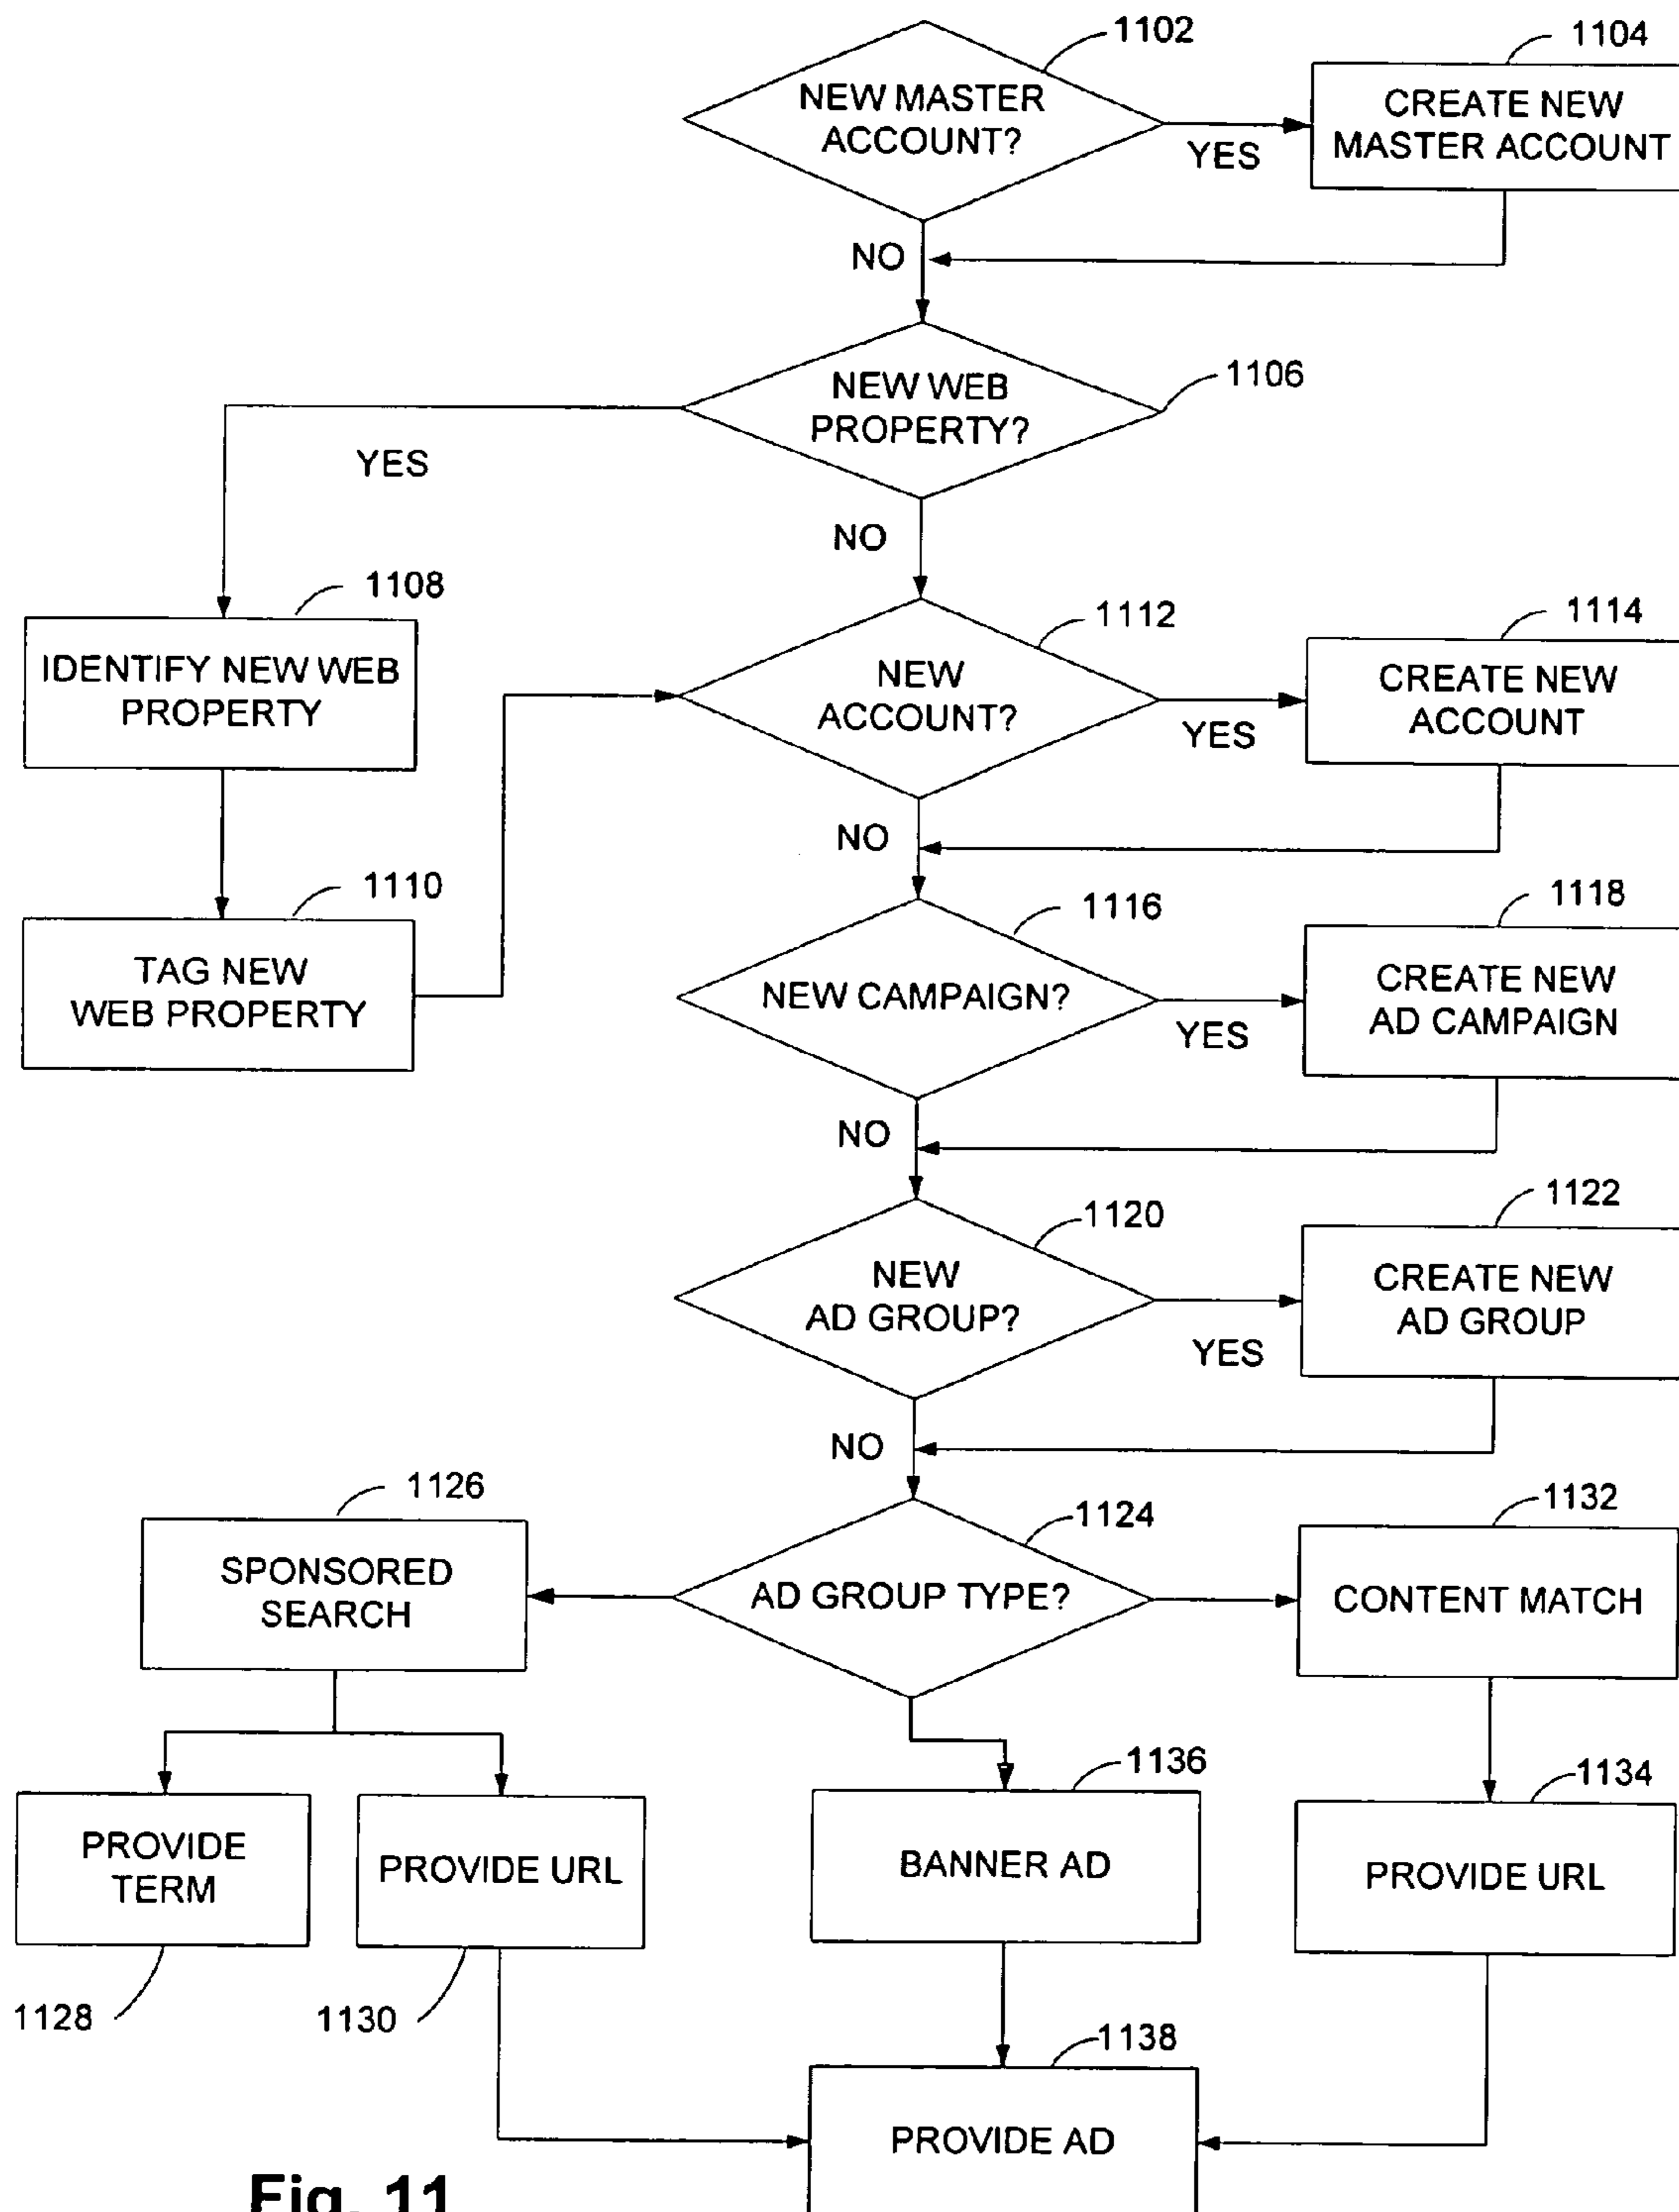 1102
1104
NEW MASTER
ACCOUNT?
CREATE NEW
MASTER ACCOUNT
YES
NO
1106
NEW WEB
PROPERTY?
YES
NO
1108
IDENTIFY NEW WEB
PROPERTY
1112
NEW
ACCOUNT?
1114
CREATE NEW
ACCOUNT
YES
NO
1110
TAG NEW
WEB PROPERTY
1116
NEW CAMPAIGN?
1118
CREATE NEW
AD CAMPAIGN
YES
NO
1120
NEW
AD GROUP?
1122
CREATE NEW
AD GROUP
YES
NO
1126
SPONSORED
SEARCH
1124
AD GROUP TYPE?
1132
CONTENT MATCH
PROVIDE
TERM
PROVIDE URL
1136
BANNER AD
1134
PROVIDE URL
1128
1130
1138
PROVIDE AD
Fig. 11